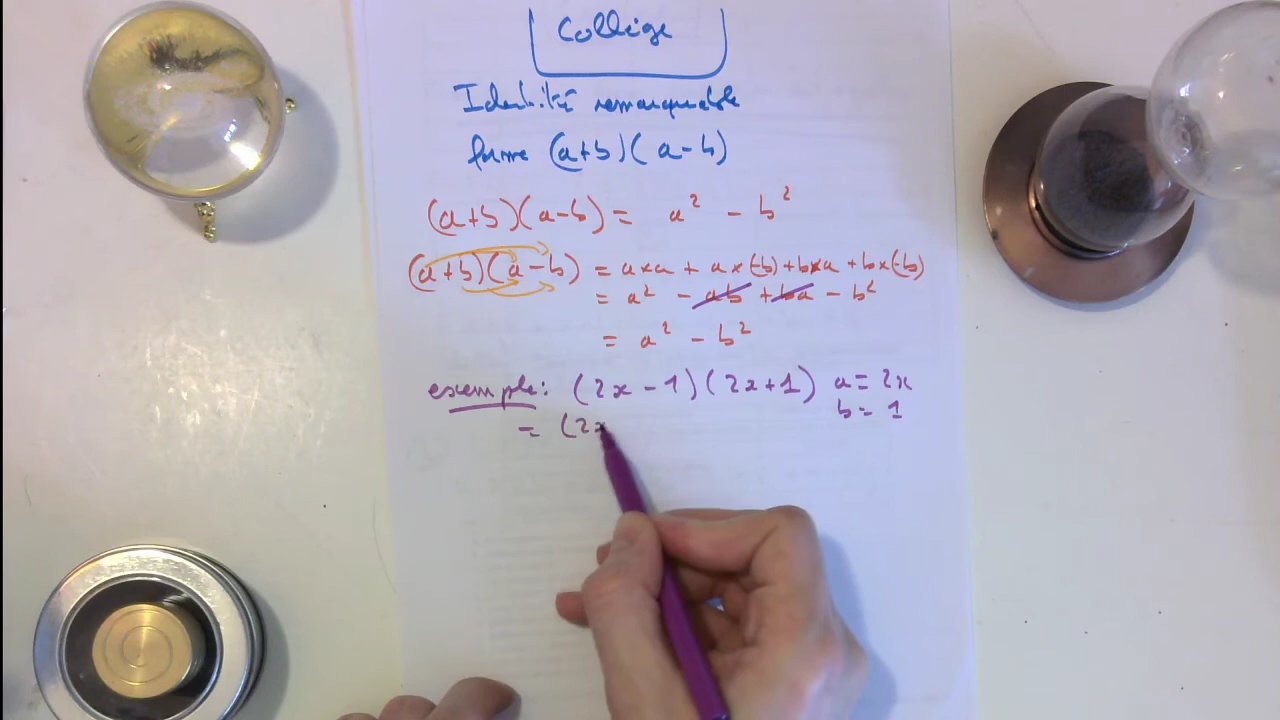 Collège
Identité remarquable
forme (a+b)(a-b)
(a+b)(a-b) = a² - b²
(a+b)(a-b) = a×a + a×(-b) + b×a + b×(-b)
= a² - ab + ba - b²
= a² - b²
exemple: (2x - 1)(2x+1) a = 2x
b = 1
= (2x